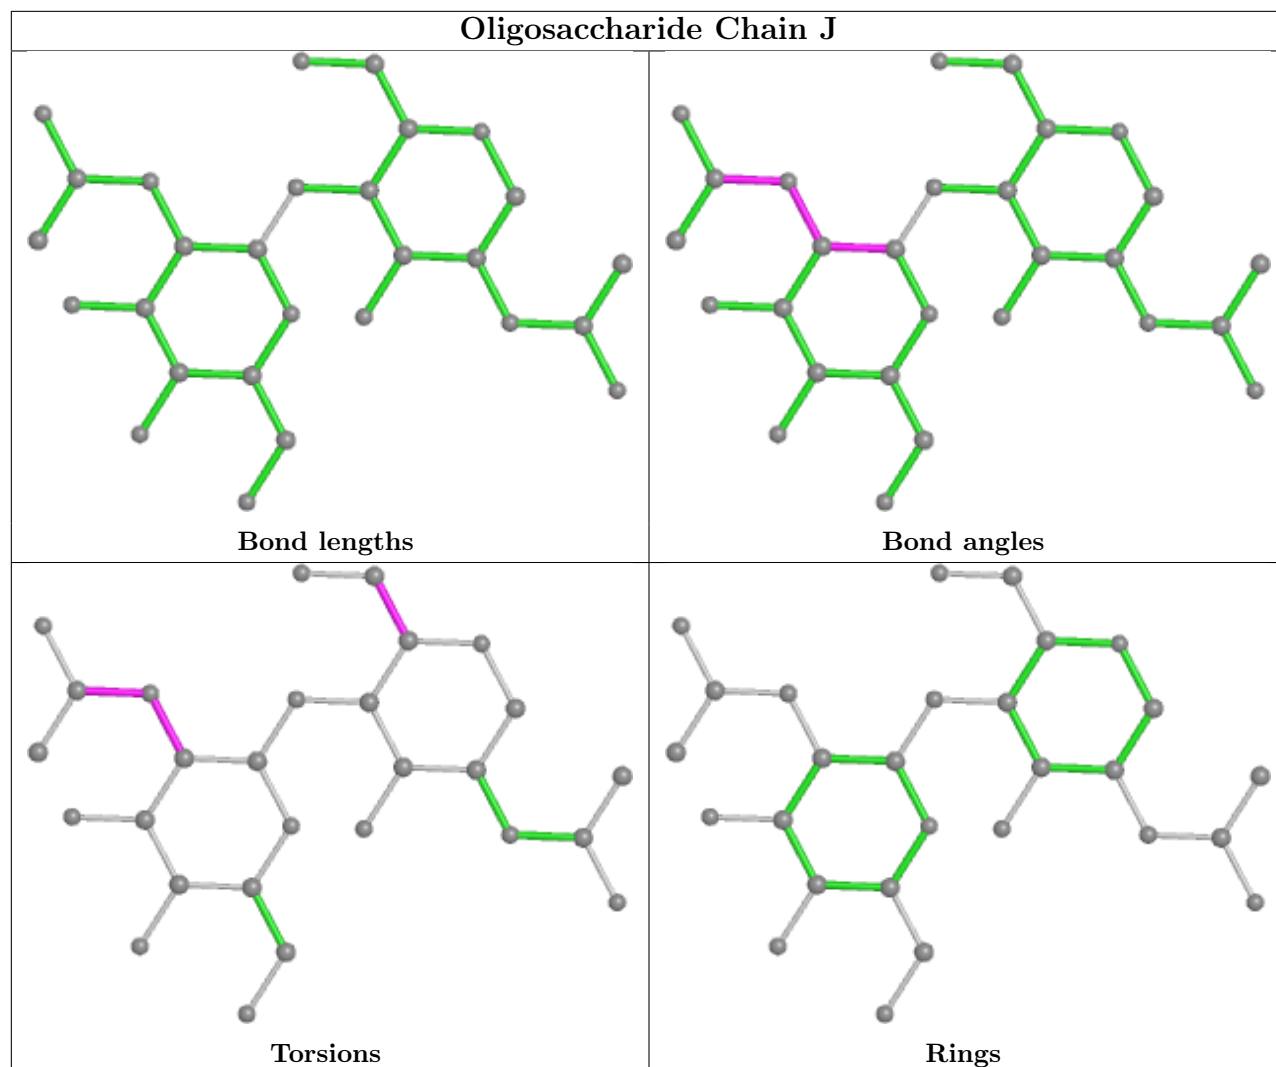 Oligosaccharide Chain J
Bond lengths
Bond angles
Torsions
Rings